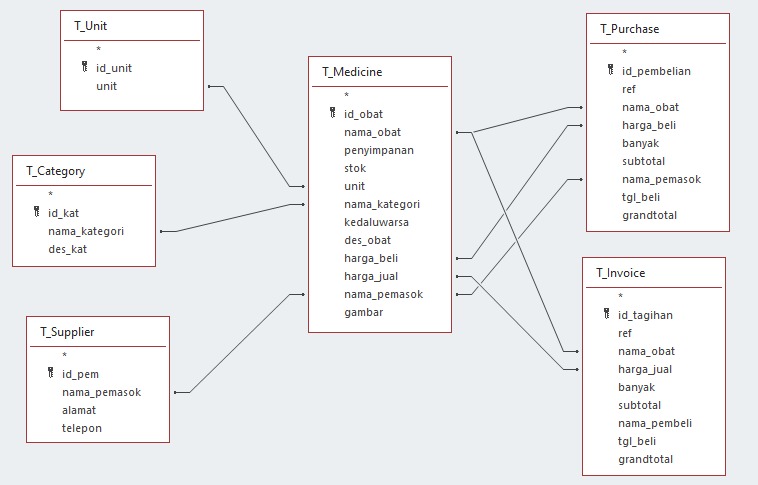 T_Unit
*
id_unit
unit
T_Category
*
id_kat
nama_kategori
des_kat
T_Supplier
*
id_pem
nama_pemasok
alamat
telepon
T_Medicine
*
id_obat
nama_obat
penyimpanan
stok
unit
nama_kategori
kedaluwarsa
des_obat
harga_beli
harga_jual
nama_pemasok
gambar
T_Purchase
*
id_pembelian
ref
nama_obat
harga_beli
banyak
subtotal
nama_pemasok
tgl_beli
grandtotal
T_Invoice
*
id_tagihan
ref
nama_obat
harga_jual
banyak
subtotal
nama_pembeli
tgl_beli
grandtotal